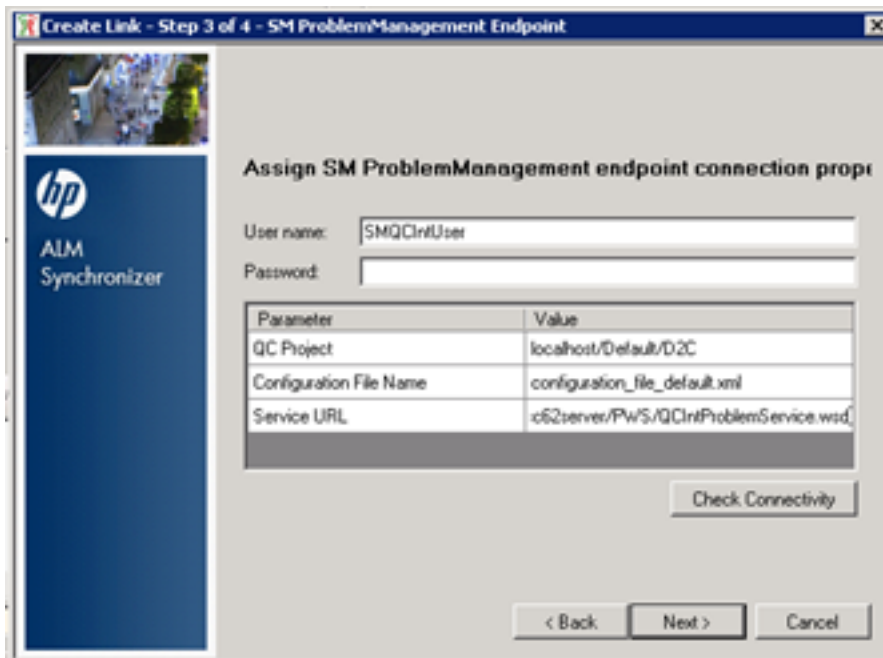 Create Link - Step 3 of 4 - SM ProblemManagement Endpoint
hp
ALM
Synchronizer
Assign SM ProblemManagement endpoint connection prope
User name: SMQCIntUser
Password:
Parameter Value
QC Project localhost/Default/D2C
Configuration File Name configuration_file_default.xml
Service URL c62server/PWS/QCIntProblemService.wsd
Check Connectivity
< Back Next > Cancel